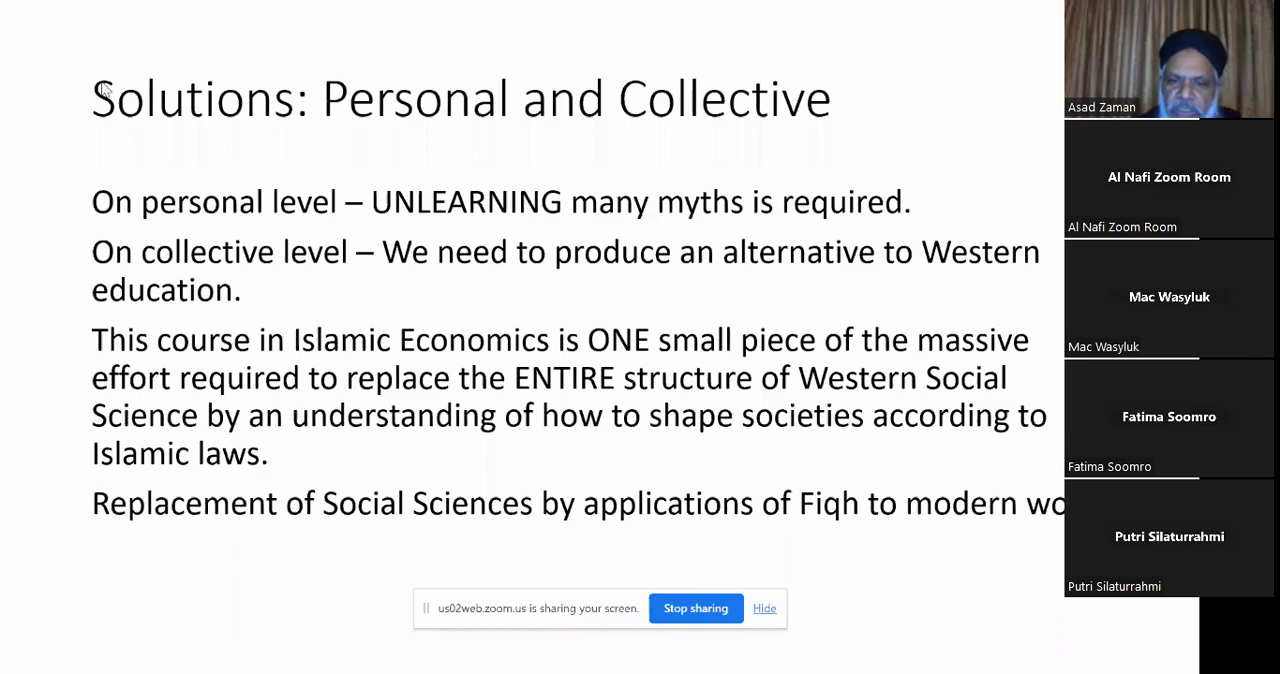 Solutions: Personal and Collective
On personal level – UNLEARNING many myths is required.
On collective level – We need to produce an alternative to Western
education.
This course in Islamic Economics is ONE small piece of the massive
effort required to replace the ENTIRE structure of Western Social
Science by an understanding of how to shape societies according to
Islamic laws.
Replacement of Social Sciences by applications of Fiqh to modern wo
us02web.zoom.us is sharing your screen.
Stop sharing
Hide
Asad Zaman
Al Nafi Zoom Room
Al Nafi Zoom Room
Mac Wasyluk
Mac Wasyluk
Fatima Soomro
Fatima Soomro
Putri Silaturrahmi
Putri Silaturrahmi